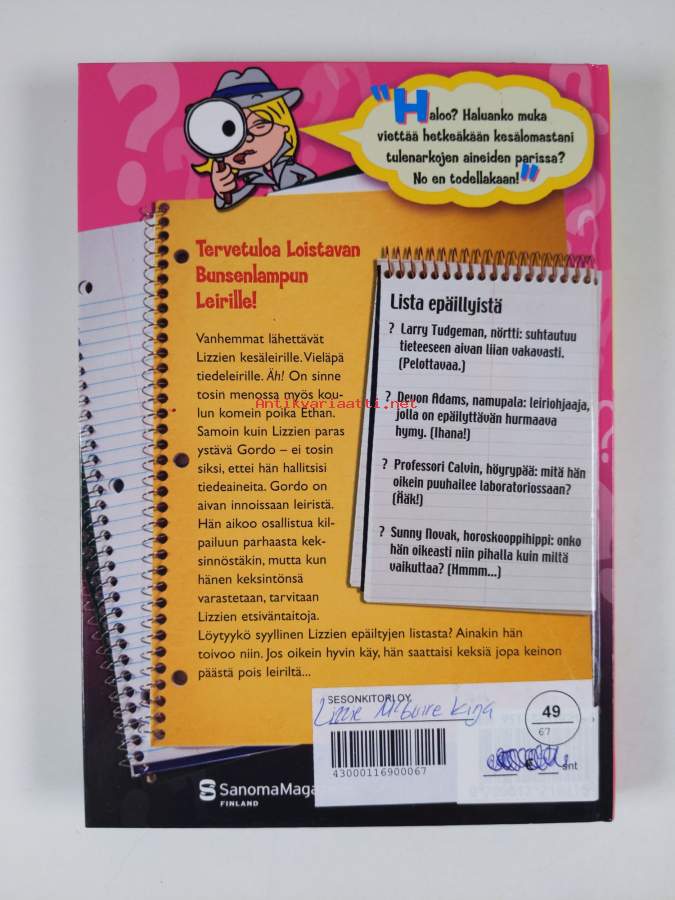 "Haloo? Haluanko muka
viettää hetkeäkään kesälomastani
tulenarkojen aineiden parissa?
No en todellakaan!"
Tervetuloa Loistavan
Bunsenlampun
Leirille!
Vanhemmat lähettävät
Lizzien kesäleirille. Vieläpä
tiedeleirille. Äh! On sinne
tosin menossa myös kou-
lun komein poika Ethan.
Samoin kuin Lizzien paras
ystävä Gordo – ei tosin
siksi, ettei hän hallitsisi
tiedeaineita. Gordo on
aivan innoissaan leiristä.
Hän aikoo osallistua kil-
pailuun parhaasta kek-
sinnöstäkin, mutta kun
hänen keksintönsä
varastetaan, tarvitaan
Lizzien etsiväntaitoja.
Löytyykö syyllinen Lizzien epäiltyjen listasta? Ainakin hän
toivoo niin. Jos oikein hyvin käy, hän saattaisi keksiä jopa keinon
päästä pois leiriltä...
Lista epäillyistä
? Larry Tudgeman, nörtti: suhtautuu
tieteeseen aivan liian vakavasti.
(Pelottavaa.)
? Devon Adams, namupala: leiriohjaaja,
jolla on epäilyttävän hurmaava
hymy. (Ihana!)
? Professori Calvin, höyrypää: mitä hän
oikein puuhailee laboratoriossaan?
(Ääk!)
? Sunny Novak, horoskooppihippi: onko
hän oikeasti niin pihalla kuin miltä
vaikuttaa? (Hmmm...)
Antikvariaatti.net
SESONKITORI OY
Lizzie McGuire Kirja
43000116900067
49
67
€
snt
SanomaMaga
FINLAND